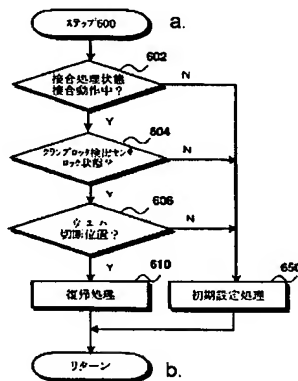 ステップ600
a.
602
接合処理状態
接合動作中?
N
Y
604
クランプロック検出センサ
ロック状態?
N
Y
606
切断位置?
N
Y
610
復帰処理
650
初期設定処理
リターン
b.